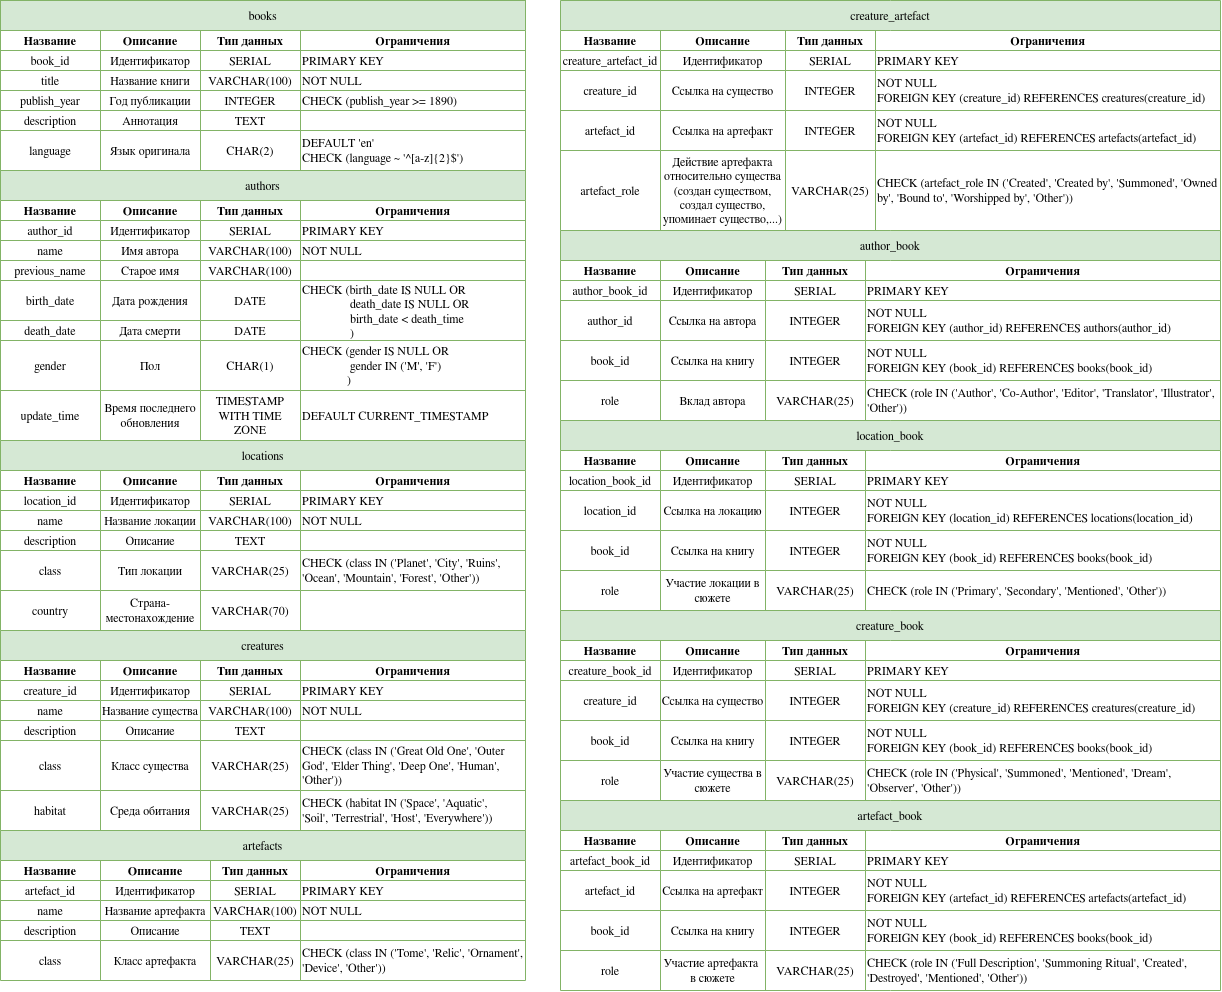 books
Название Описание Тип данных Ограничения
book_id Идентификатор SERIAL PRIMARY KEY
title Название книги VARCHAR(100) NOT NULL
publish_year Год публикации INTEGER CHECK (publish_year >= 1890)
description Аннотация TEXT
language Язык оригинала CHAR(2) DEFAULT 'en'
CHECK (language ~ '^[a-z]{2}$')
authors
Название Описание Тип данных Ограничения
author_id Идентификатор SERIAL PRIMARY KEY
name Имя автора VARCHAR(100) NOT NULL
previous_name Старое имя VARCHAR(100)
birth_date Дата рождения DATE CHECK (birth_date IS NULL OR
death_date IS NULL OR
birth_date < death_time
death_date Дата смерти DATE )
gender Пол CHAR(1) CHECK (gender IS NULL OR
gender IN ('M', 'F')
)
update_time Время последнего обновления TIMESTAMP WITH TIME ZONE DEFAULT CURRENT_TIMESTAMP
locations
Название Описание Тип данных Ограничения
location_id Идентификатор SERIAL PRIMARY KEY
name Название локации VARCHAR(100) NOT NULL
description Описание TEXT
class Тип локации VARCHAR(25) CHECK (class IN ('Planet', 'City', 'Ruins',
'Ocean', 'Mountain', 'Forest', 'Other'))
country Страна-
местонахождение VARCHAR(70)
creatures
Название Описание Тип данных Ограничения
creature_id Идентификатор SERIAL PRIMARY KEY
name Название существа VARCHAR(100) NOT NULL
description Описание TEXT
class Класс существа VARCHAR(25) CHECK (class IN ('Great Old One', 'Outer
God', 'Elder Thing', 'Deep One', 'Human',
'Other'))
habitat Среда обитания VARCHAR(25) CHECK (habitat IN ('Space', 'Aquatic',
'Soil', 'Terrestrial', 'Host', 'Everywhere'))
artefacts
Название Описание Тип данных Ограничения
artefact_id Идентификатор SERIAL PRIMARY KEY
name Название артефакта VARCHAR(100) NOT NULL
description Описание TEXT
class Класс артефакта VARCHAR(25) CHECK (class IN ('Tome', 'Relic', 'Ornament',
'Device', 'Other'))
creature_artefact
Название Описание Тип данных Ограничения
creature_artefact_id Идентификатор SERIAL PRIMARY KEY
creature_id Ссылка на существо INTEGER NOT NULL
FOREIGN KEY (creature_id) REFERENCES creatures(creature_id)
artefact_id Ссылка на артефакт INTEGER NOT NULL
FOREIGN KEY (artefact_id) REFERENCES artefacts(artefact_id)
artefact_role Действие артефакта
относительно существа
(создан существом,
создал существо,
упоминает существо,...) VARCHAR(25) CHECK (artefact_role IN ('Created', 'Created by', 'Summoned', 'Owned
by', 'Bound to', 'Worshipped by', 'Other'))
author_book
Название Описание Тип данных Ограничения
author_book_id Идентификатор SERIAL PRIMARY KEY
author_id Ссылка на автора INTEGER NOT NULL
FOREIGN KEY (author_id) REFERENCES authors(author_id)
book_id Ссылка на книгу INTEGER NOT NULL
FOREIGN KEY (book_id) REFERENCES books(book_id)
role Вклад автора VARCHAR(25) CHECK (role IN ('Author', 'Co-Author', 'Editor', 'Translator', 'Illustrator',
'Other'))
location_book
Название Описание Тип данных Ограничения
location_book_id Идентификатор SERIAL PRIMARY KEY
location_id Ссылка на локацию INTEGER NOT NULL
FOREIGN KEY (location_id) REFERENCES locations(location_id)
book_id Ссылка на книгу INTEGER NOT NULL
FOREIGN KEY (book_id) REFERENCES books(book_id)
role Участие локации в
сюжете VARCHAR(25) CHECK (role IN ('Primary', 'Secondary', 'Mentioned', 'Other'))
creature_book
Название Описание Тип данных Ограничения
creature_book_id Идентификатор SERIAL PRIMARY KEY
creature_id Ссылка на существо INTEGER NOT NULL
FOREIGN KEY (creature_id) REFERENCES creatures(creature_id)
book_id Ссылка на книгу INTEGER NOT NULL
FOREIGN KEY (book_id) REFERENCES books(book_id)
role Участие существа в
сюжете VARCHAR(25) CHECK (role IN ('Physical', 'Summoned', 'Mentioned', 'Dream',
'Observer', 'Other'))
artefact_book
Название Описание Тип данных Ограничения
artefact_book_id Идентификатор SERIAL PRIMARY KEY
artefact_id Ссылка на артефакт INTEGER NOT NULL
FOREIGN KEY (artefact_id) REFERENCES artefacts(artefact_id)
book_id Ссылка на книгу INTEGER NOT NULL
FOREIGN KEY (book_id) REFERENCES books(book_id)
role Участие артефакта
в сюжете VARCHAR(25) CHECK (role IN ('Full Description', 'Summoning Ritual', 'Created',
'Destroyed', 'Mentioned', 'Other'))